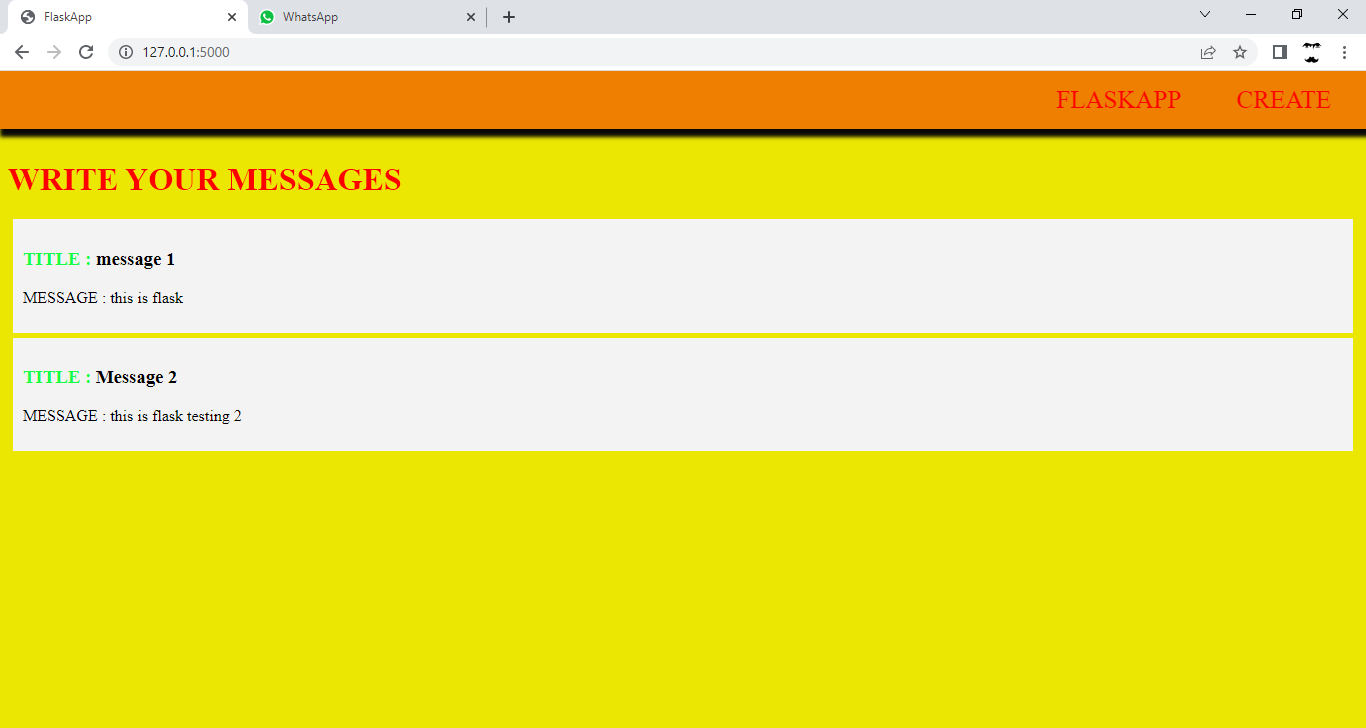 FlaskApp
WhatsApp
127.0.0.1:5000
FLASKAPP CREATE
WRITE YOUR MESSAGES
TITLE : message 1
MESSAGE : this is flask
TITLE : Message 2
MESSAGE : this is flask testing 2